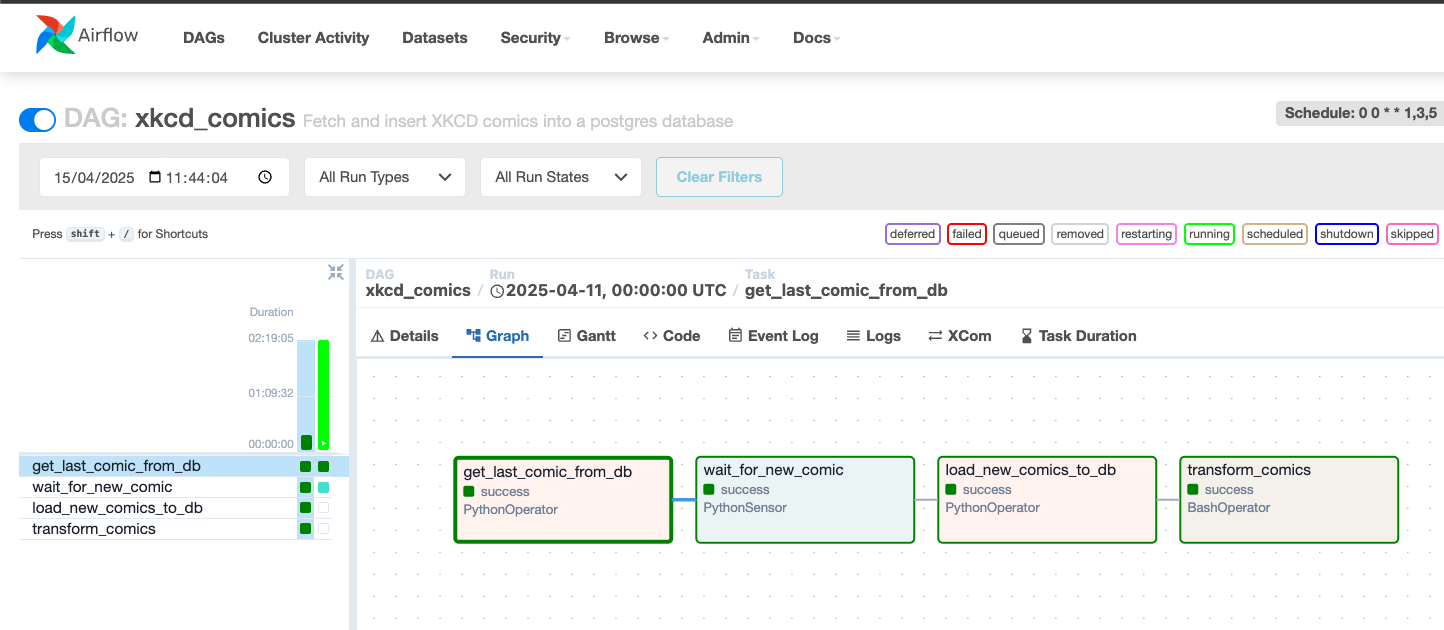 Airflow DAGs Cluster Activity Datasets Security Browse Admin Docs
DAG: xkcd_comics Fetch and insert XKCD comics into a postgres database
Schedule: 0 0 * * 1,3,5
15/04/2025 11:44:04 All Run Types All Run States Clear Filters
Press shift + / for Shortcuts
deferred failed queued removed restarting running scheduled shutdown skipped
Duration
02:19:05
01:09:32
00:00:00
get_last_comic_from_db
wait_for_new_comic
load_new_comics_to_db
transform_comics
DAG Run Task
xkcd_comics / 2025-04-11, 00:00:00 UTC / get_last_comic_from_db
Details Graph Gantt <> Code Event Log Logs XCom Task Duration
get_last_comic_from_db
success
PythonOperator
wait_for_new_comic
success
PythonSensor
load_new_comics_to_db
success
PythonOperator
transform_comics
success
BashOperator